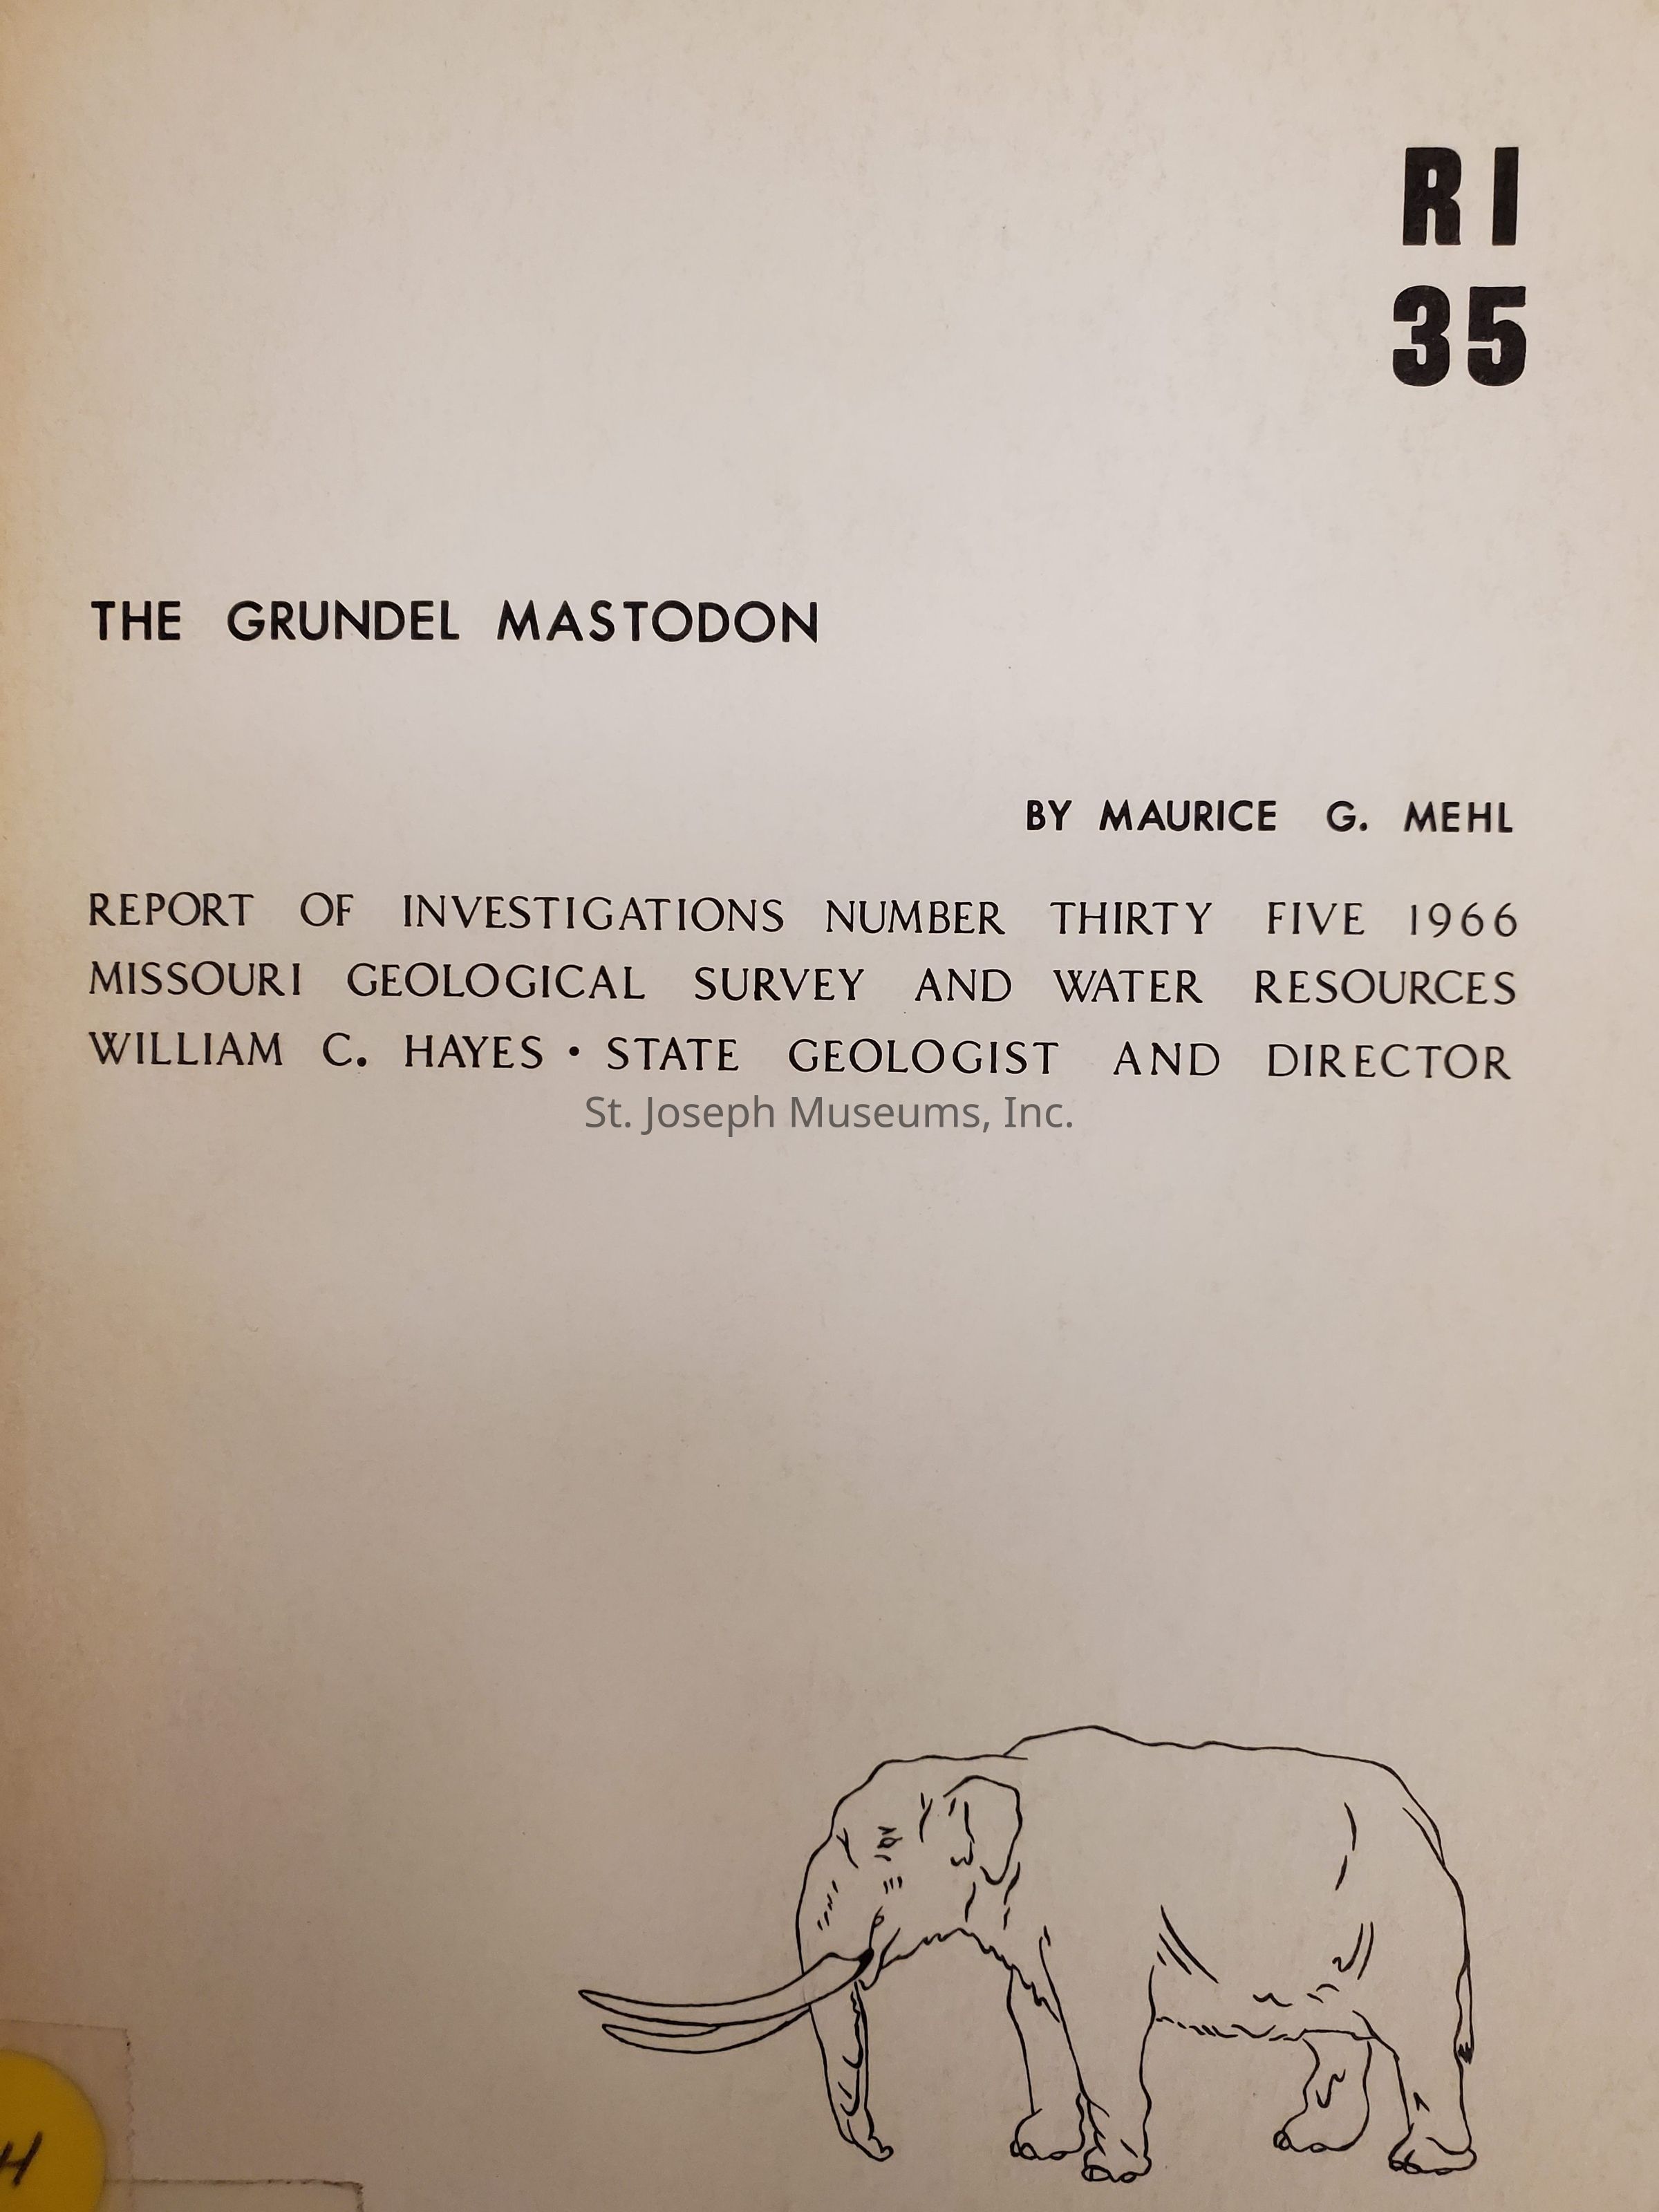 RI
35
THE GRUNDEL MASTODON
BY MAURICE G. MEHL
REPORT OF INVESTIGATIONS NUMBER THIRTY FIVE 1966
MISSOURI GEOLOGICAL SURVEY AND WATER RESOURCES
WILLIAM C. HAYES • STATE GEOLOGIST AND DIRECTOR
St. Joseph Museums, Inc.
H